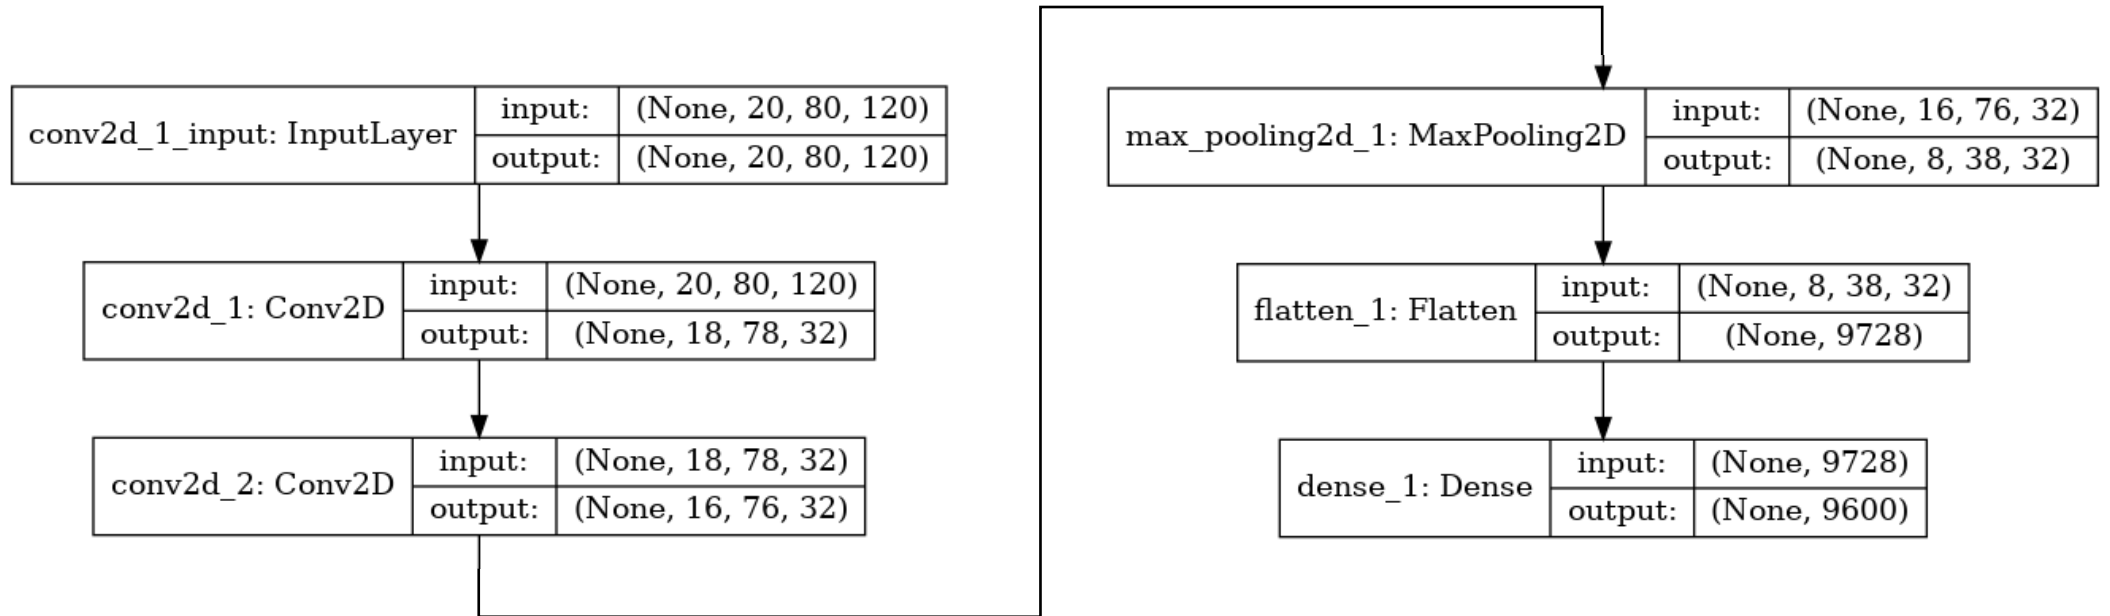 conv2d_1_input: InputLayer
input: (None, 20, 80, 120)
output: (None, 20, 80, 120)
conv2d_1: Conv2D
input: (None, 20, 80, 120)
output: (None, 18, 78, 32)
conv2d_2: Conv2D
input: (None, 18, 78, 32)
output: (None, 16, 76, 32)
max_pooling2d_1: MaxPooling2D
input: (None, 16, 76, 32)
output: (None, 8, 38, 32)
flatten_1: Flatten
input: (None, 8, 38, 32)
output: (None, 9728)
dense_1: Dense
input: (None, 9728)
output: (None, 9600)